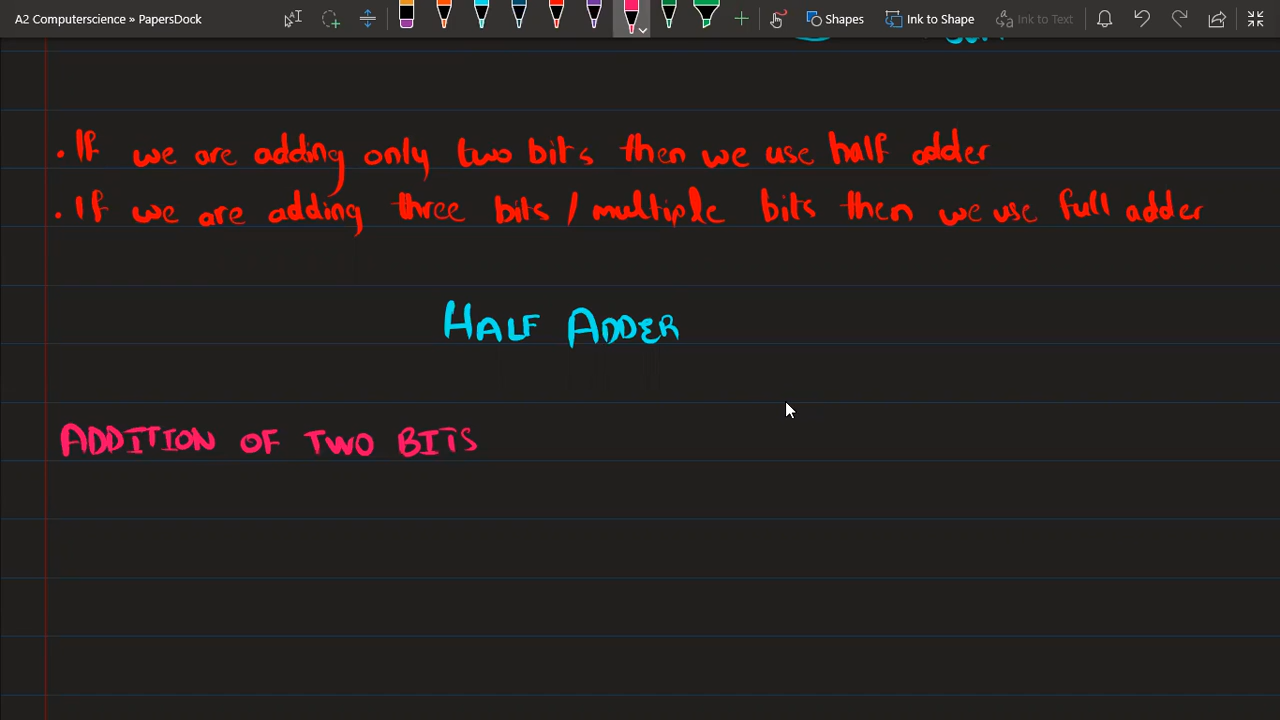 A2 Computerscience » PapersDock
Shapes
Ink to Shape
Ink to Text
. If we are adding only two bits then we use half adder
. If we are adding three bits / multiple bits then we use full adder
HALF ADDER
ADDITION OF TWO BITS